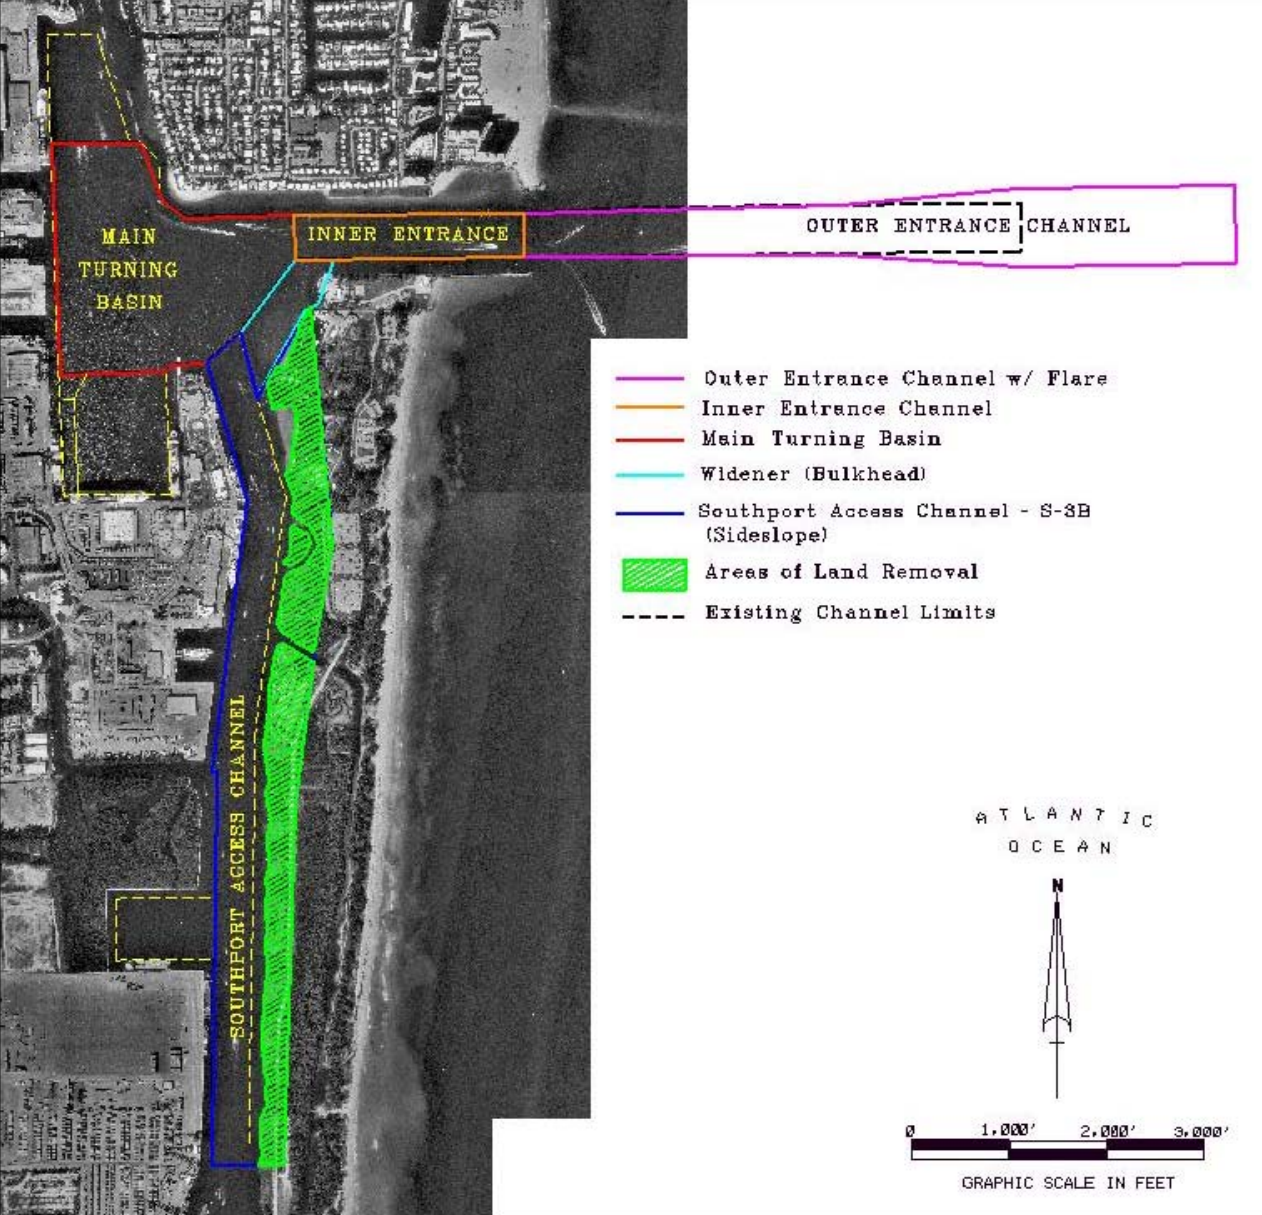 MAIN
TURNING
BASIN
INNER ENTRANCE
OUTER ENTRANCE CHANNEL
Outer Entrance Channel w/ Flare
Inner Entrance Channel
Main Turning Basin
Widener (Bulkhead)
Southport Access Channel - S-3B
(Sideslope)
Areas of Land Removal
Existing Channel Limits
SOUTHPORT ACCESS CHANNEL
ATLANTIC
OCEAN
N
0 1,000' 2,000' 3,000'
GRAPHIC SCALE IN FEET